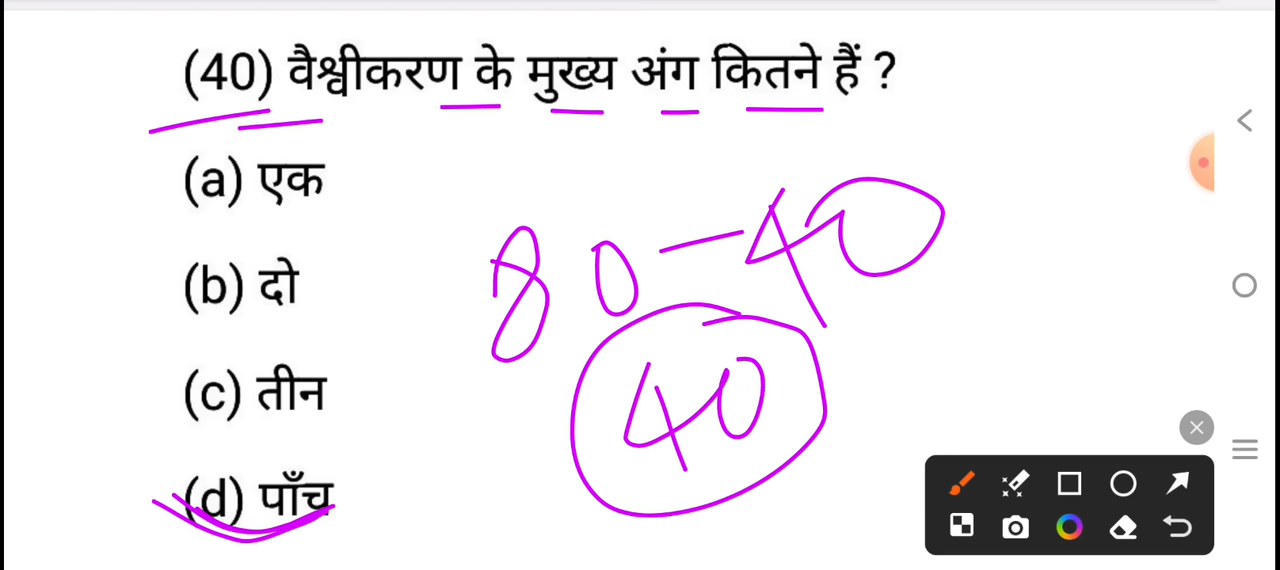 (40) वैश्वीकरण के मुख्य अंग कितने हैं ?
(a) एक
(b) दो
80-40
(c) तीन
40
(d) पाँच